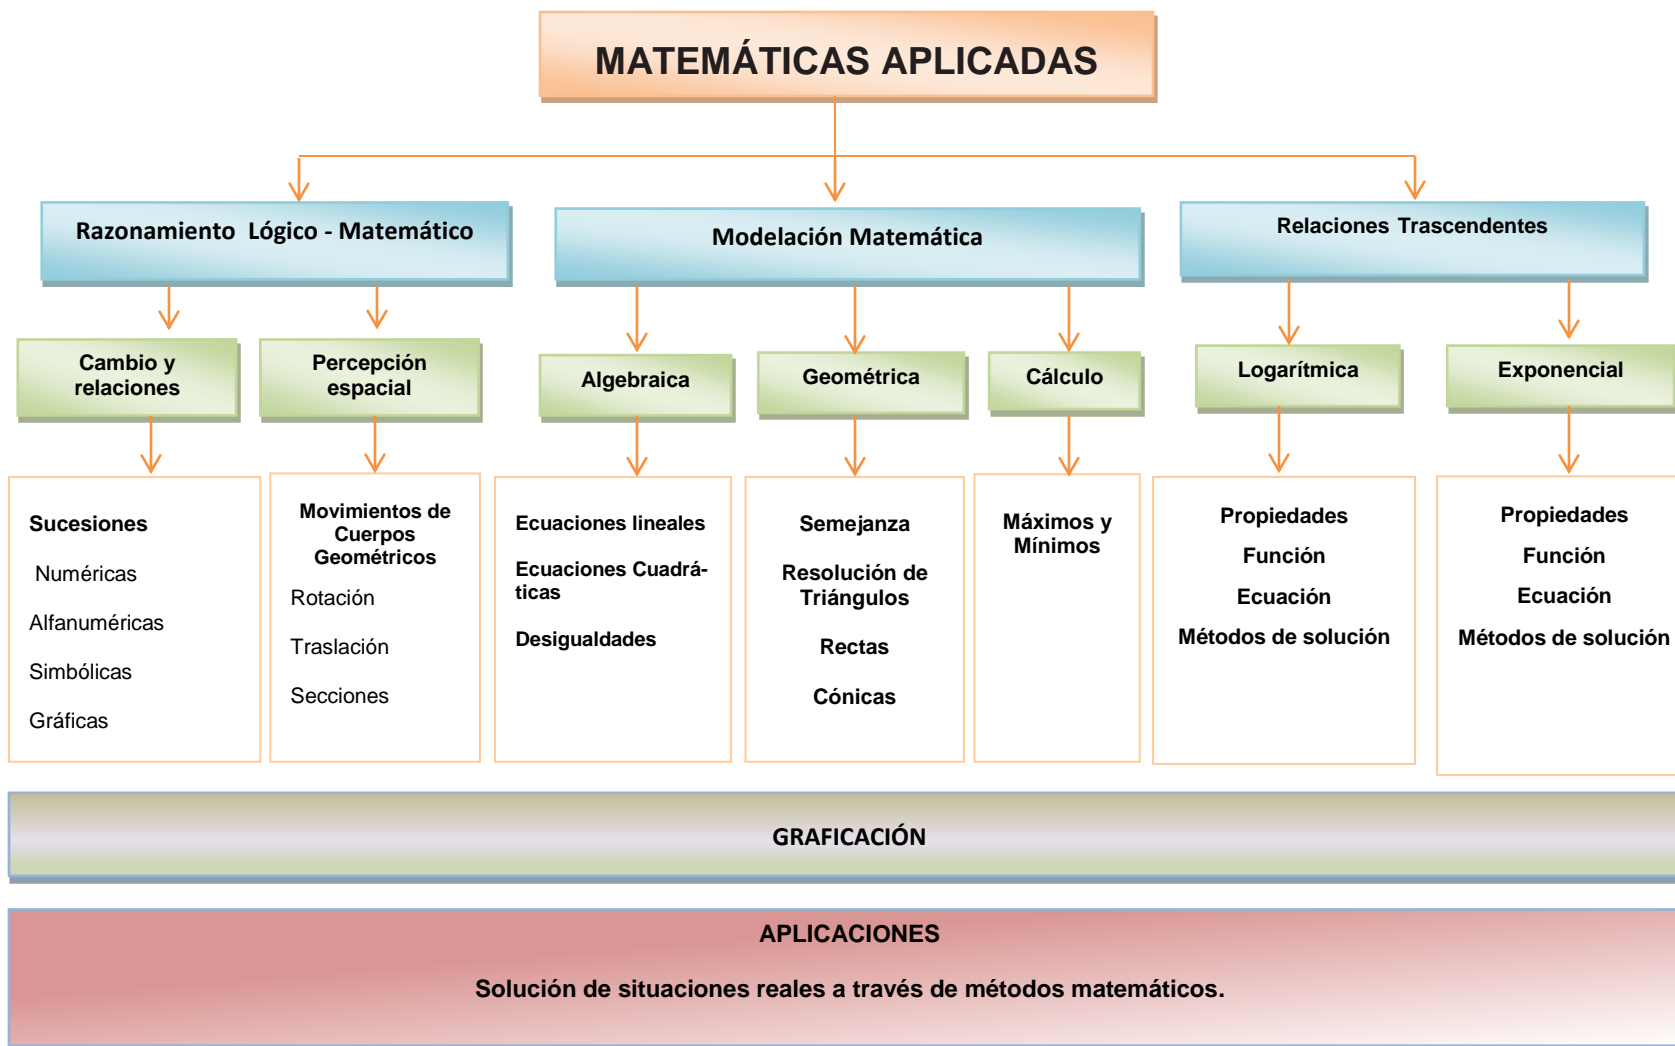 MATEMÁTICAS APLICADAS
Razonamiento Lógico - Matemático
Modelación Matemática
Relaciones Trascendentes
Cambio y
relaciones
Percepción
espacial
Algebraica
Geométrica
Cálculo
Logarítmica
Exponencial
Sucesiones
Numéricas
Alfanuméricas
Simbólicas
Gráficas
Movimientos de
Cuerpos
Geométricos
Rotación
Traslación
Secciones
Ecuaciones lineales
Ecuaciones Cuadrá-
ticas
Desigualdades
Semejanza
Resolución de
Triángulos
Rectas
Cónicas
Máximos y
Mínimos
Propiedades
Función
Ecuación
Métodos de solución
Propiedades
Función
Ecuación
Métodos de solución
GRAFICACIÓN
APLICACIONES
Solución de situaciones reales a través de métodos matemáticos.